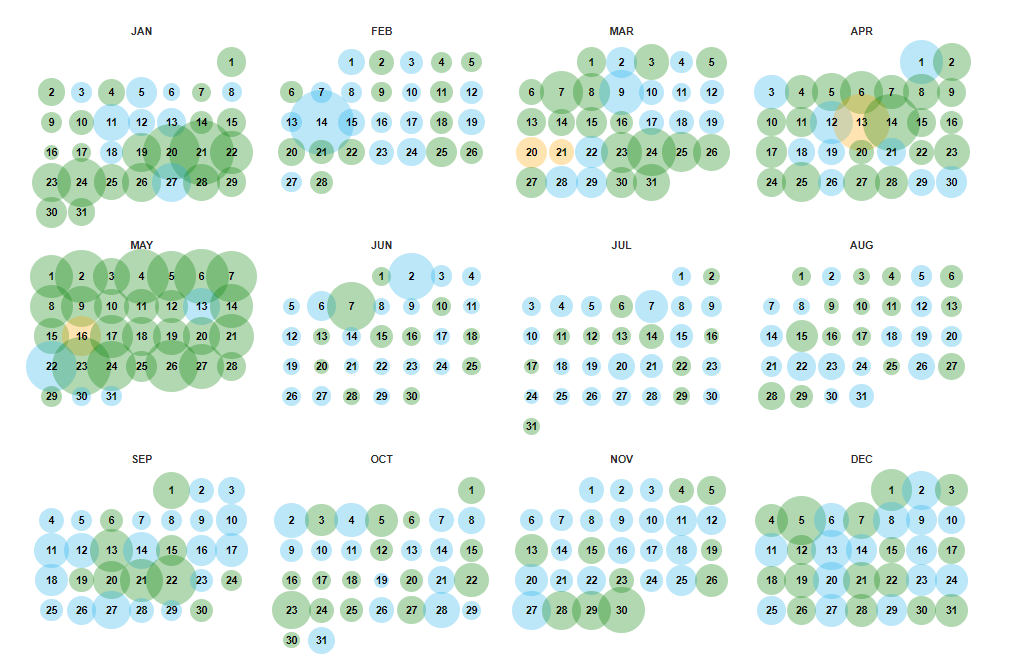 JAN FEB MAR APR
1 1 2 3 4 5 1 2 3 4 5 1 2
2 3 4 5 6 7 8 6 7 8 9 10 11 12 6 7 8 9 10 11 12 3 4 5 6 7 8 9
9 10 11 12 13 14 15 13 14 15 16 17 18 19 13 14 15 16 17 18 19 10 11 12 13 14 15 16
16 17 18 19 20 21 22 20 21 22 23 24 25 26 20 21 22 23 24 25 26 17 18 19 20 21 22 23
23 24 25 26 27 28 29 27 28 27 28 29 30 31 24 25 26 27 28 29 30
30 31
MAY JUN JUL AUG
1 2 3 4 5 6 7 1 2 3 4 1 2 1 2 3 4 5 6
8 9 10 11 12 13 14 5 6 7 8 9 10 11 3 4 5 6 7 8 9 7 8 9 10 11 12 13
15 16 17 18 19 20 21 12 13 14 15 16 17 18 10 11 12 13 14 15 16 14 15 16 17 18 19 20
22 23 24 25 26 27 28 19 20 21 22 23 24 25 17 18 19 20 21 22 23 21 22 23 24 25 26 27
29 30 31 26 27 28 29 30 24 25 26 27 28 29 30 28 29 30 31
31
SEP OCT NOV DEC
1 2 3 1 1 2 3 4 5 1 2 3
4 5 6 7 8 9 10 2 3 4 5 6 7 8 6 7 8 9 10 11 12 4 5 6 7 8 9 10
11 12 13 14 15 16 17 9 10 11 12 13 14 15 13 14 15 16 17 18 19 11 12 13 14 15 16 17
18 19 20 21 22 23 24 16 17 18 19 20 21 22 20 21 22 23 24 25 26 18 19 20 21 22 23 24
25 26 27 28 29 30 23 24 25 26 27 28 29 27 28 29 30 25 26 27 28 29 30 31
30 31